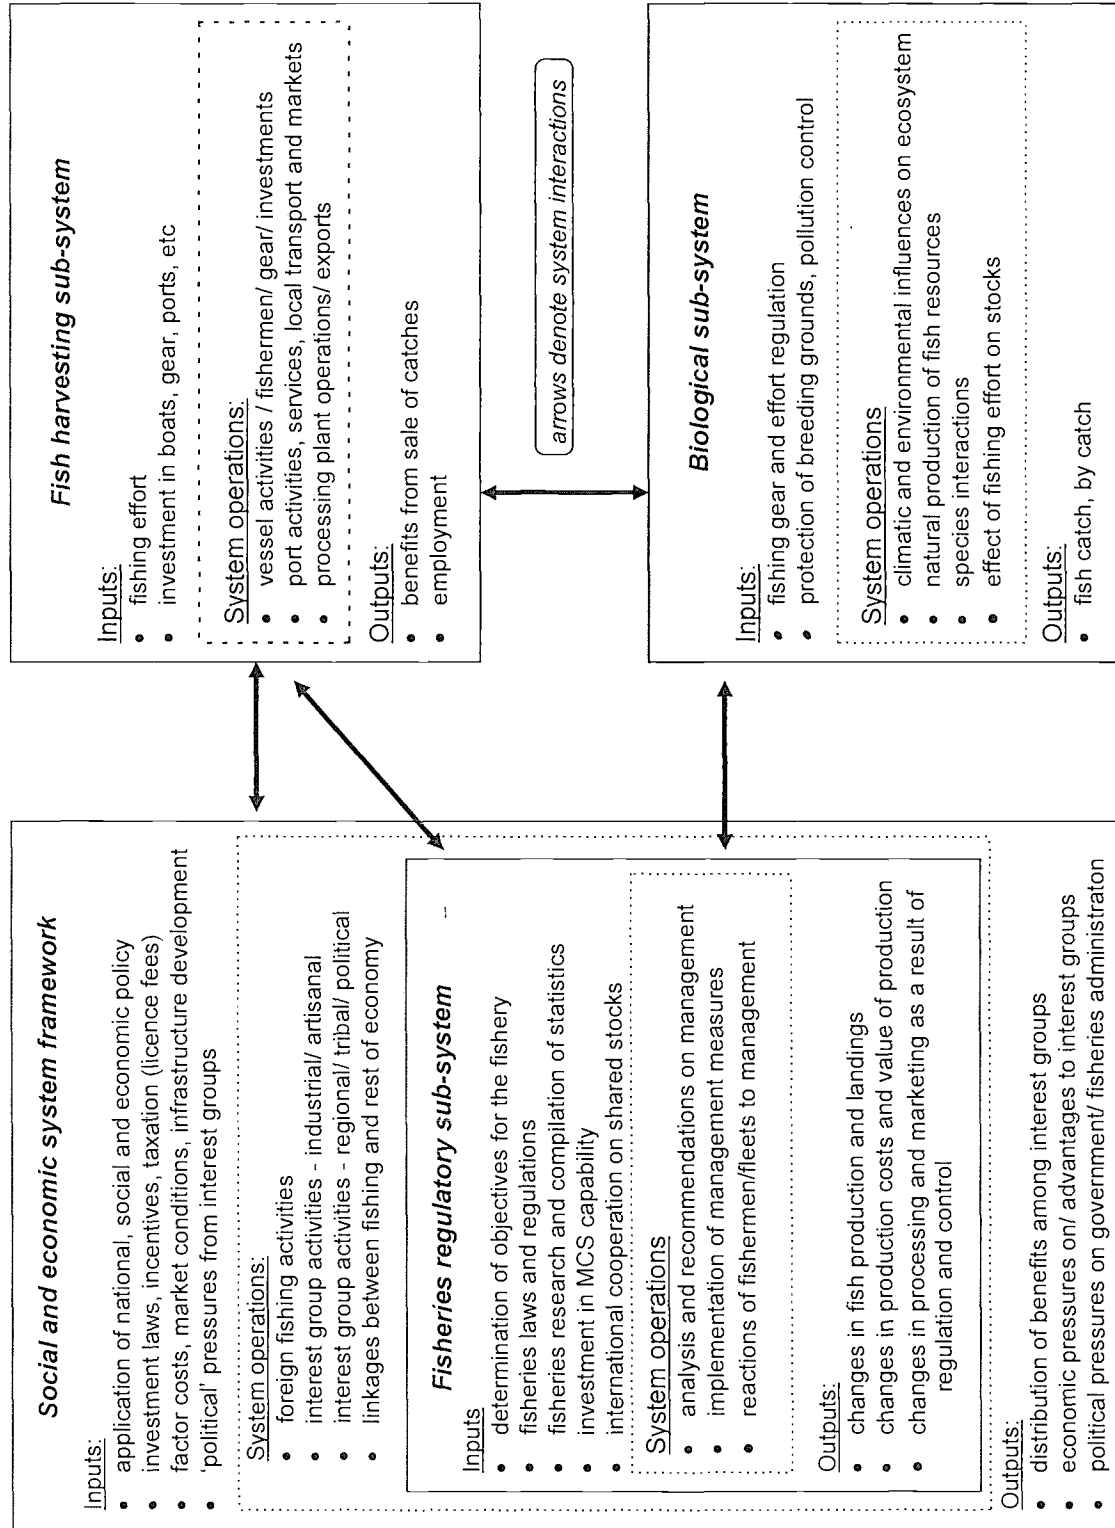 Social and economic system framework
Inputs:
• application of national, social and economic policy
• investment laws, incentives, taxation (licence fees)
• factor costs, market conditions, infrastructure development
• 'political' pressures from interest groups
System operations:
• foreign fishing activities
• interest group activities - industrial/ artisanal
• interest group activities - regional/ tribal/ political
• linkages between fishing and rest of economy
Fisheries regulatory sub-system
Inputs
• determination of objectives for the fishery
• fisheries laws and regulations
• fisheries research and compilation of statistics
• investment in MCS capability
• international cooperation on shared stocks
System operations
• analysis and recommendations on management
• implementation of management measures
• reactions of fishermen/fleets to management
Outputs:
• changes in fish production and landings
• changes in production costs and value of production
• changes in processing and marketing as a result of
regulation and control
Outputs:
• distribution of benefits among interest groups
• economic pressures on/ advantages to interest groups
• political pressures on government/ fisheries administraton
Fish harvesting sub-system
Inputs:
• fishing effort
• investment in boats, gear, ports, etc
System operations:
• vessel activities / fishermen/ gear/ investments
• port activities, services, local transport and markets
• processing plant operations/ exports
Outputs:
• benefits from sale of catches
• employment
arrows denote system interactions
Biological sub-system
Inputs:
• fishing gear and effort regulation
• protection of breeding grounds, pollution control
System operations
• climatic and environmental influences on ecosystem
• natural production of fish resources
• species interactions
• effect of fishing effort on stocks
Outputs:
• fish catch, by catch